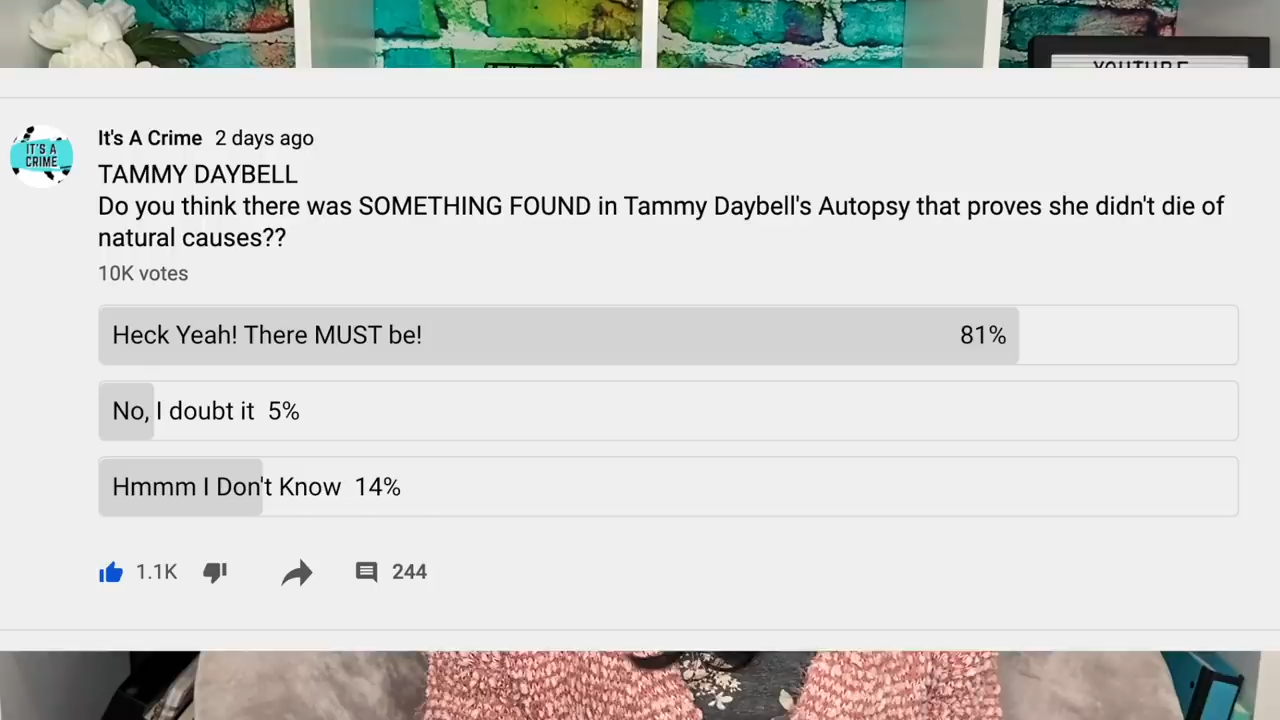 YOUTUBE
IT'S A
CRIME
It's A Crime 2 days ago
TAMMY DAYBELL
Do you think there was SOMETHING FOUND in Tammy Daybell's Autopsy that proves she didn't die of
natural causes??
10K votes
Heck Yeah! There MUST be! 81%
No, I doubt it 5%
Hmmm I Don't Know 14%
1.1K 244